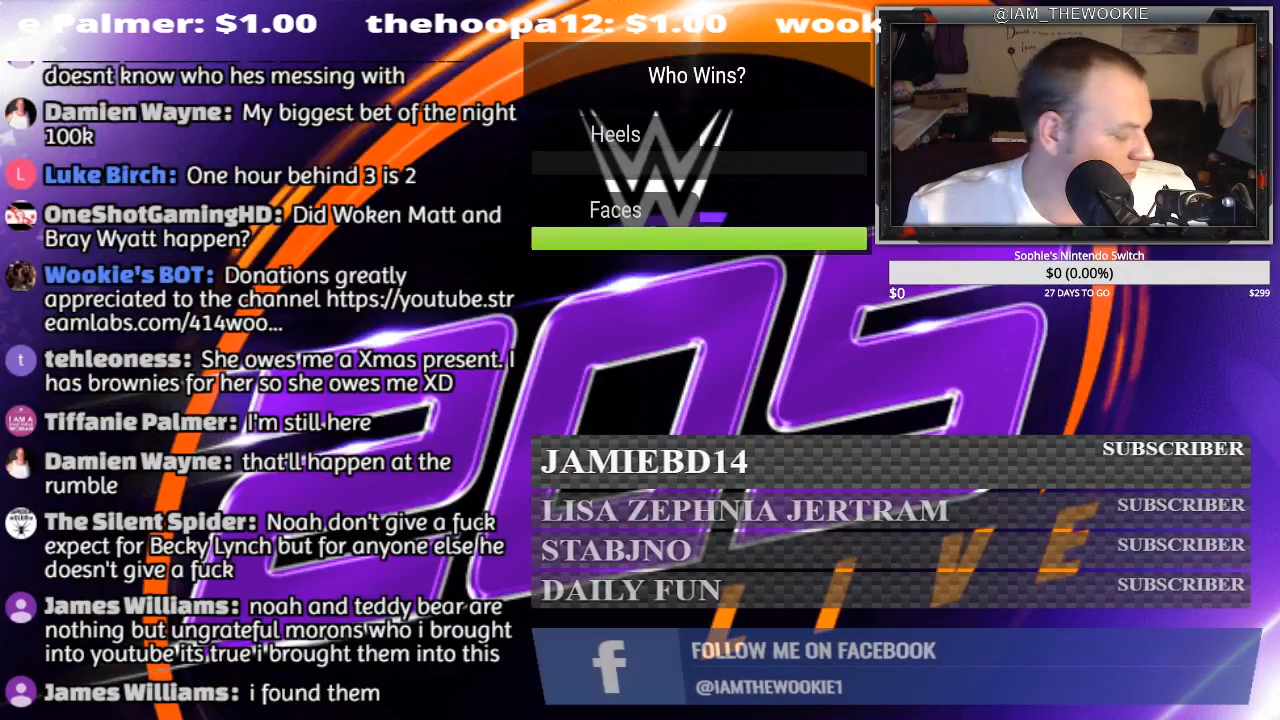 e Palmer: $1.00 thehoopa12: $1.00 wook
@IAM_THEWOOKIE
doesnt know who hes messing with
Damien Wayne: My biggest bet of the night
100k
Luke Birch: One hour behind 3 is 2
OneShotGamingHD: Did Woken Matt and
Bray Wyatt happen?
Wookie's BOT: Donations greatly
appreciated to the channel https://youtube.str
eamlabs.com/414woo...
tehleoness: She owes me a Xmas present. I
has brownies for her so she owes me XD
Tiffanie Palmer: I'm still here
Damien Wayne: that'll happen at the
rumble
The Silent Spider: Noah don't give a fuck
expect for Becky Lynch but for anyone else he
doesn't give a fuck
James Williams: noah and teddy bear are
nothing but ungrateful morons who i brought
into youtube its true i brought them into this
James Williams: i found them
Who Wins?
Heels
Faces
Sophie's Nintendo Switch
$0 (0.00%)
$0 27 DAYS TO GO $299
205
LIVE
JAMIEBD14 SUBSCRIBER
LISA ZEPHNIA JERTRAM SUBSCRIBER
STABJNO SUBSCRIBER
DAILY FUN SUBSCRIBER
FOLLOW ME ON FACEBOOK
@IAMTHEWOOKIE1